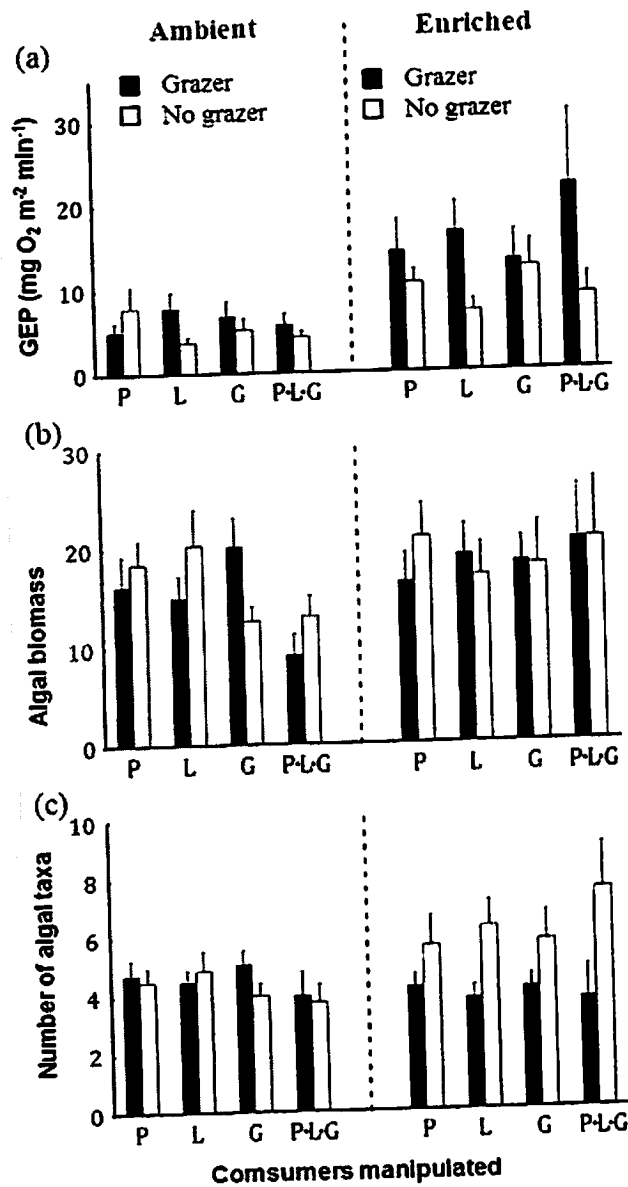 Ambient Enriched
(a)
Grazer Grazer
No grazer No grazer
GEP (mg O₂ m⁻² mln⁻¹)
30
20
10
0
P L G P·L·G P L G P·L·G
(b)
Algal biomass
30
20
10
0
P L G P·L·G P L G P·L·G
(c)
Number of algal taxa
10
8
6
4
2
0
P L G P·L·G P L G P·L·G
Comsumers manipulated